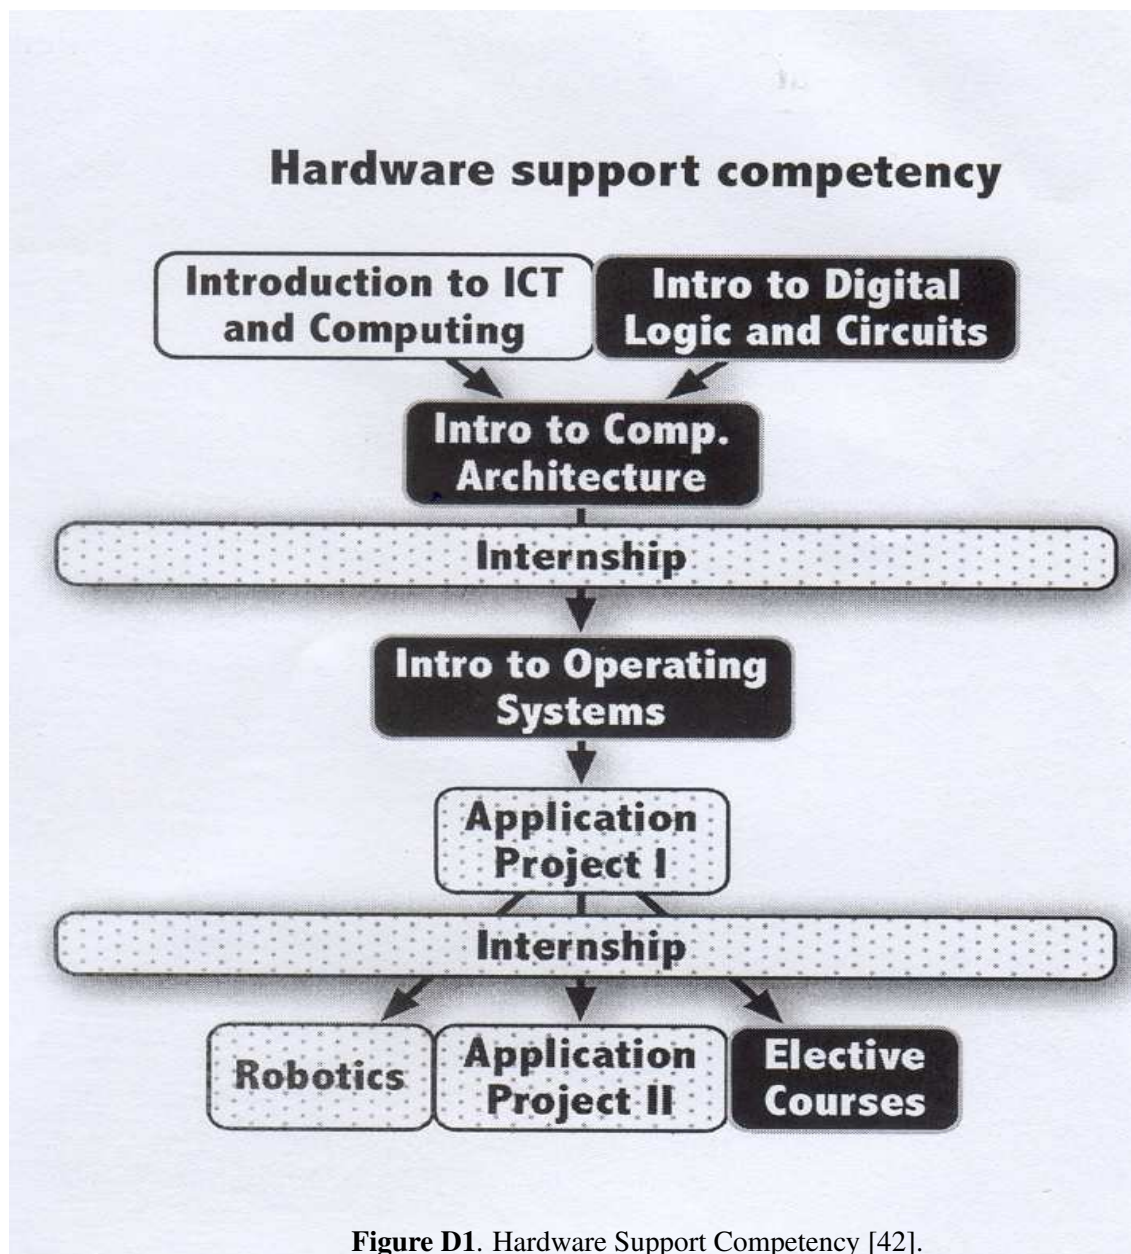 Hardware support competency
Introduction to ICT
and Computing
Intro to Digital
Logic and Circuits
Intro to Comp.
Architecture
Internship
Intro to Operating
Systems
Application
Project I
Internship
Robotics
Application
Project II
Elective
Courses
Figure D1. Hardware Support Competency [42].